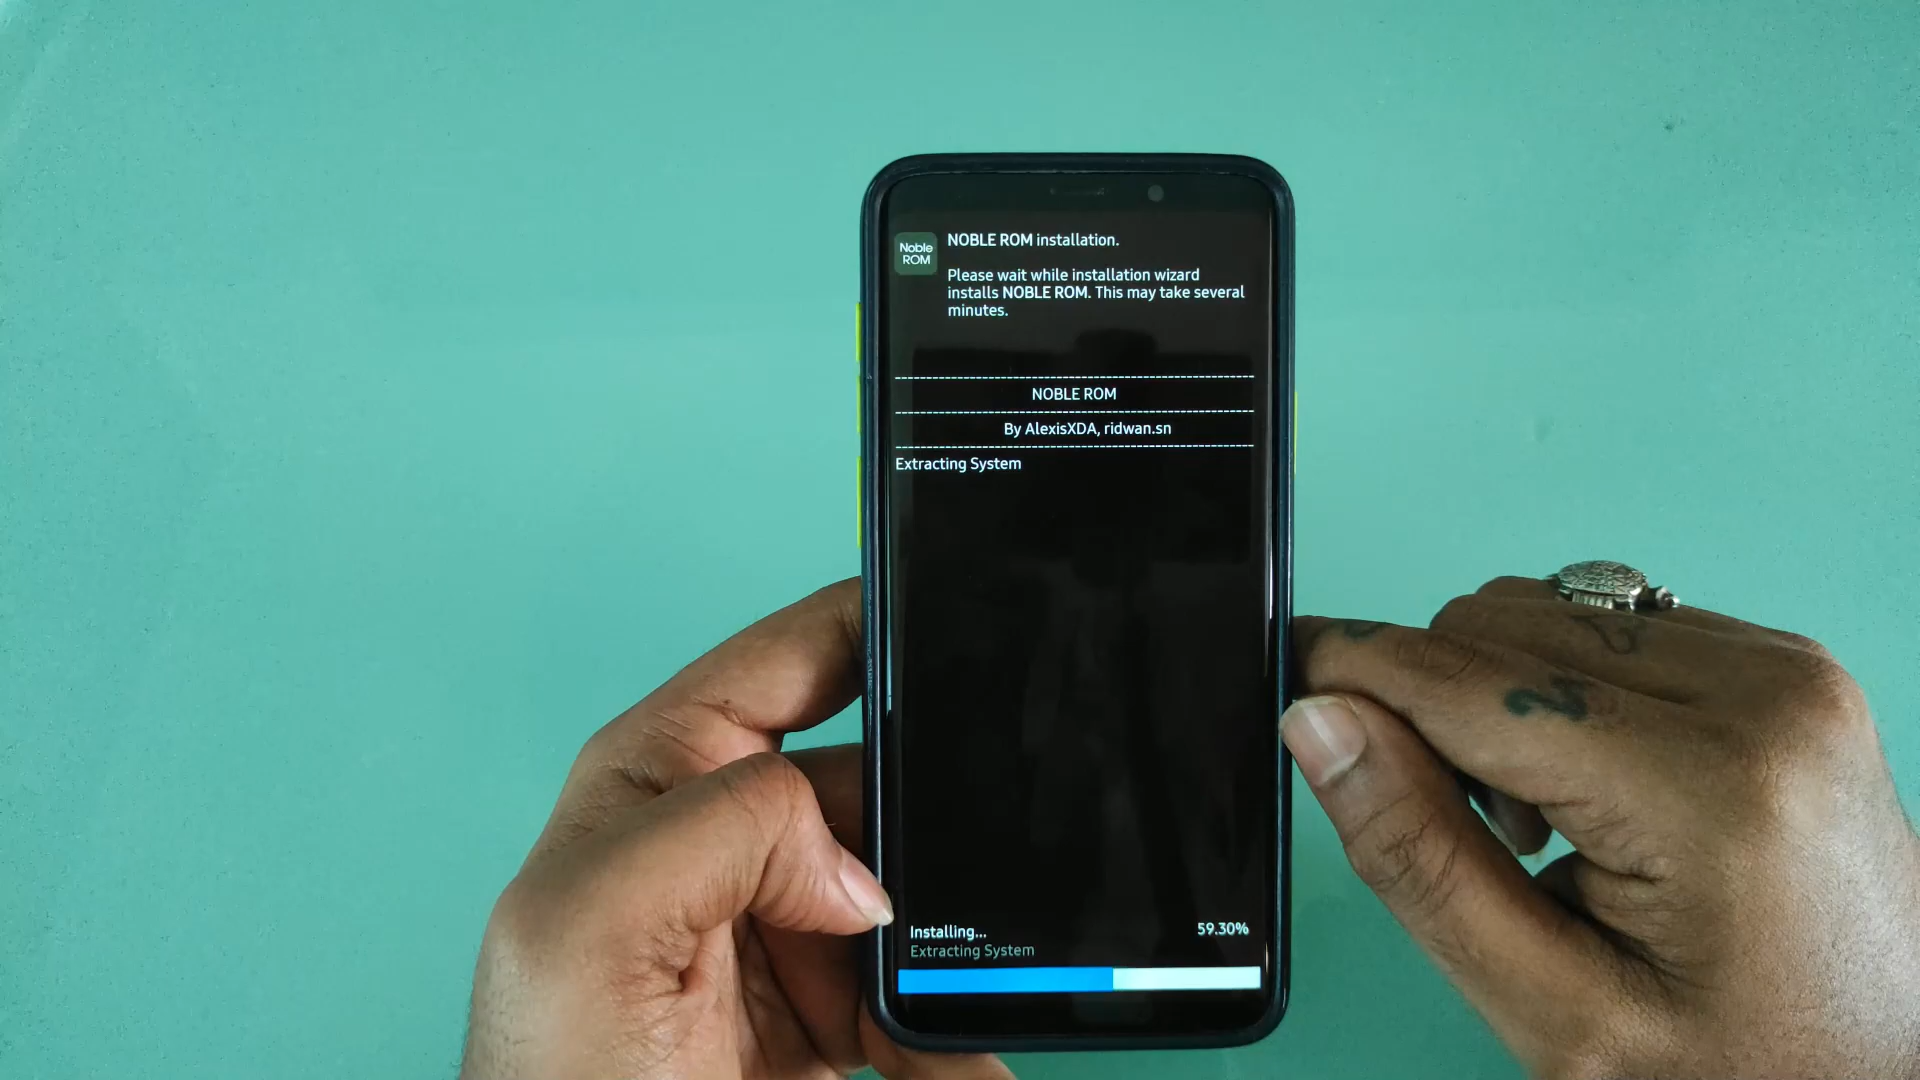 Noble
ROM
NOBLE ROM installation.
Please wait while installation wizard
installs NOBLE ROM. This may take several
minutes.
--------------------------------------------------
NOBLE ROM
--------------------------------------------------
By AlexisXDA, ridwan.sn
--------------------------------------------------
Extracting System
Installing...
59.30%
Extracting System